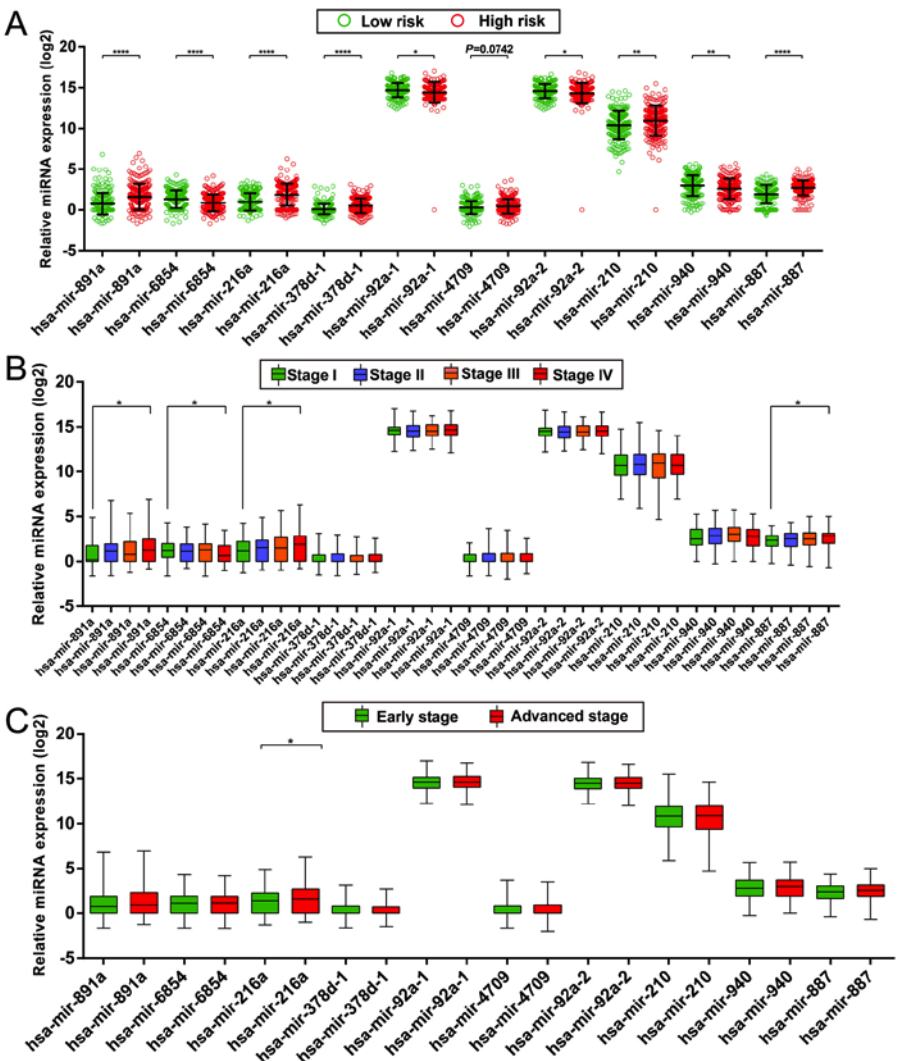 A
Low risk High risk
Relative miRNA expression (log2)
20
15
10
5
0
-5
**** **** **** **** * P=0.0742 * ** ** ****
hsa-mir-891a
hsa-mir-891a
hsa-mir-6854
hsa-mir-6854
hsa-mir-216a
hsa-mir-216a
hsa-mir-378d-1
hsa-mir-378d-1
hsa-mir-92a-1
hsa-mir-92a-1
hsa-mir-4709
hsa-mir-4709
hsa-mir-92a-2
hsa-mir-92a-2
hsa-mir-210
hsa-mir-210
hsa-mir-940
hsa-mir-940
hsa-mir-887
hsa-mir-887
B
Stage I Stage II Stage III Stage IV
Relative miRNA expression (log2)
20
15
10
5
0
-5
* * * *
hsa-mir-891a
hsa-mir-891a
hsa-mir-891a
hsa-mir-891a
hsa-mir-6854
hsa-mir-6854
hsa-mir-6854
hsa-mir-6854
hsa-mir-216a
hsa-mir-216a
hsa-mir-216a
hsa-mir-216a
hsa-mir-378d-1
hsa-mir-378d-1
hsa-mir-378d-1
hsa-mir-378d-1
hsa-mir-92a-1
hsa-mir-92a-1
hsa-mir-92a-1
hsa-mir-92a-1
hsa-mir-4709
hsa-mir-4709
hsa-mir-4709
hsa-mir-4709
hsa-mir-92a-2
hsa-mir-92a-2
hsa-mir-92a-2
hsa-mir-92a-2
hsa-mir-210
hsa-mir-210
hsa-mir-210
hsa-mir-210
hsa-mir-940
hsa-mir-940
hsa-mir-940
hsa-mir-940
hsa-mir-887
hsa-mir-887
hsa-mir-887
hsa-mir-887
C
Early stage Advanced stage
Relative miRNA expression (log2)
20
15
10
5
0
-5
*
hsa-mir-891a
hsa-mir-891a
hsa-mir-6854
hsa-mir-6854
hsa-mir-216a
hsa-mir-216a
hsa-mir-378d-1
hsa-mir-378d-1
hsa-mir-92a-1
hsa-mir-92a-1
hsa-mir-4709
hsa-mir-4709
hsa-mir-92a-2
hsa-mir-92a-2
hsa-mir-210
hsa-mir-210
hsa-mir-940
hsa-mir-940
hsa-mir-887
hsa-mir-887